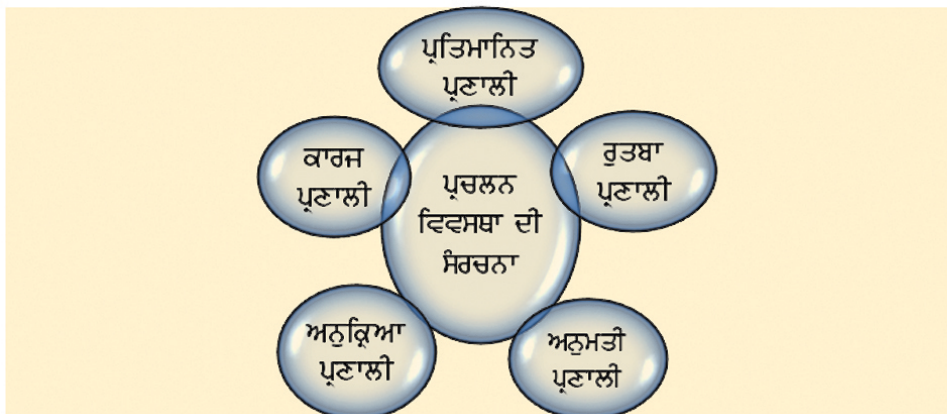 ਪ੍ਰਤਿਮਾਨਿਤ
ਪ੍ਰਣਾਲੀ
ਕਾਰਜ
ਪ੍ਰਣਾਲੀ
ਰੁਤਬਾ
ਪ੍ਰਣਾਲੀ
ਪ੍ਰਚਲਨ
ਵਿਵਸਥਾ ਦੀ
ਸੰਰਚਨਾ
ਅਨੁਕ੍ਰਿਆ
ਪ੍ਰਣਾਲੀ
ਅਨੁਮਤੀ
ਪ੍ਰਣਾਲੀ